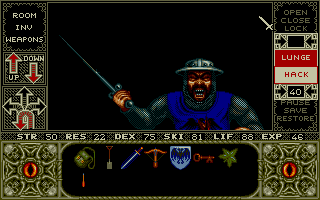 ROOM
INV
WEAPONS
DOWN
UP
OPEN
CLOSE
LOCK
LUNGE
HACK
40
PAUSE
SAVE
RESTORE
STR 50 RES 22 DEX 75 SKI 81 LIF 88 EXP 46